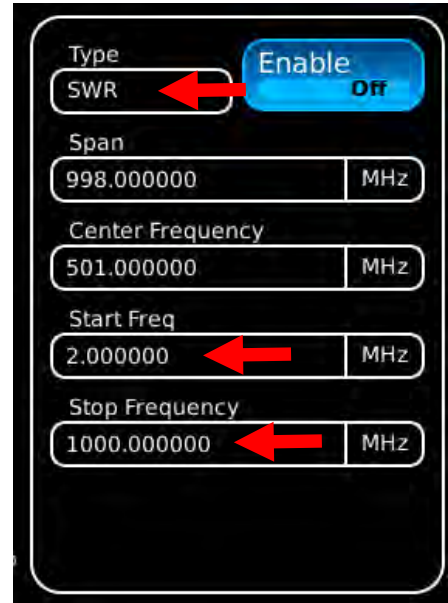 Type
SWR
Enable
Off
Span
998.000000 MHz
Center Frequency
501.000000 MHz
Start Freq
2.000000 MHz
Stop Frequency
1000.000000 MHz